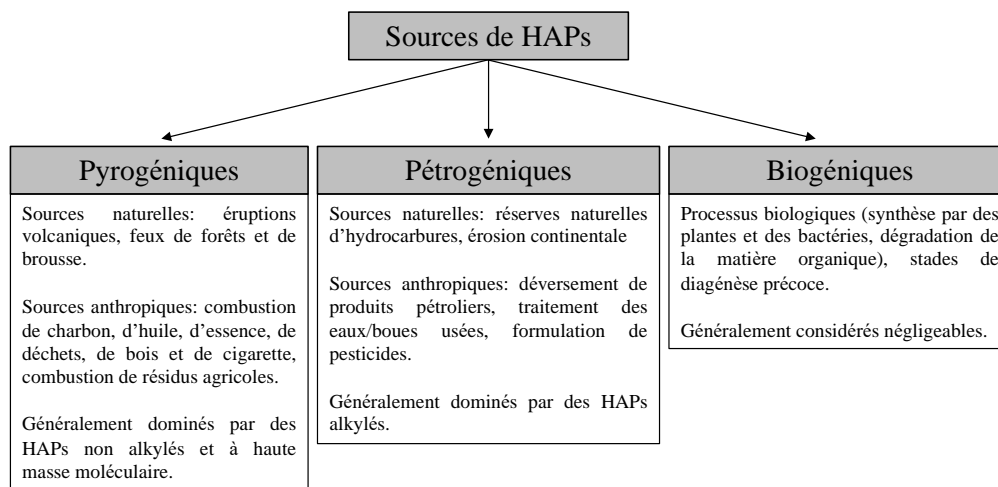 Sources de HAPs
Pyrogéniques
Sources naturelles: éruptions
volcaniques, feux de forêts et de
brousse.
Sources anthropiques: combustion
de charbon, d'huile, d'essence, de
déchets, de bois et de cigarette,
combustion de résidus agricoles.
Généralement dominés par des
HAPs non alkylés et à haute
masse moléculaire.
Pétrogéniques
Sources naturelles: réserves naturelles
d'hydrocarbures, érosion continentale
Sources anthropiques: déversement de
produits pétroliers, traitement des
eaux/boues usées, formulation de
pesticides.
Généralement dominés par des HAPs
alkylés.
Biogéniques
Processus biologiques (synthèse par des
plantes et des bactéries, dégradation de
la matière organique), stades de
diagénèse précoce.
Généralement considérés négligeables.